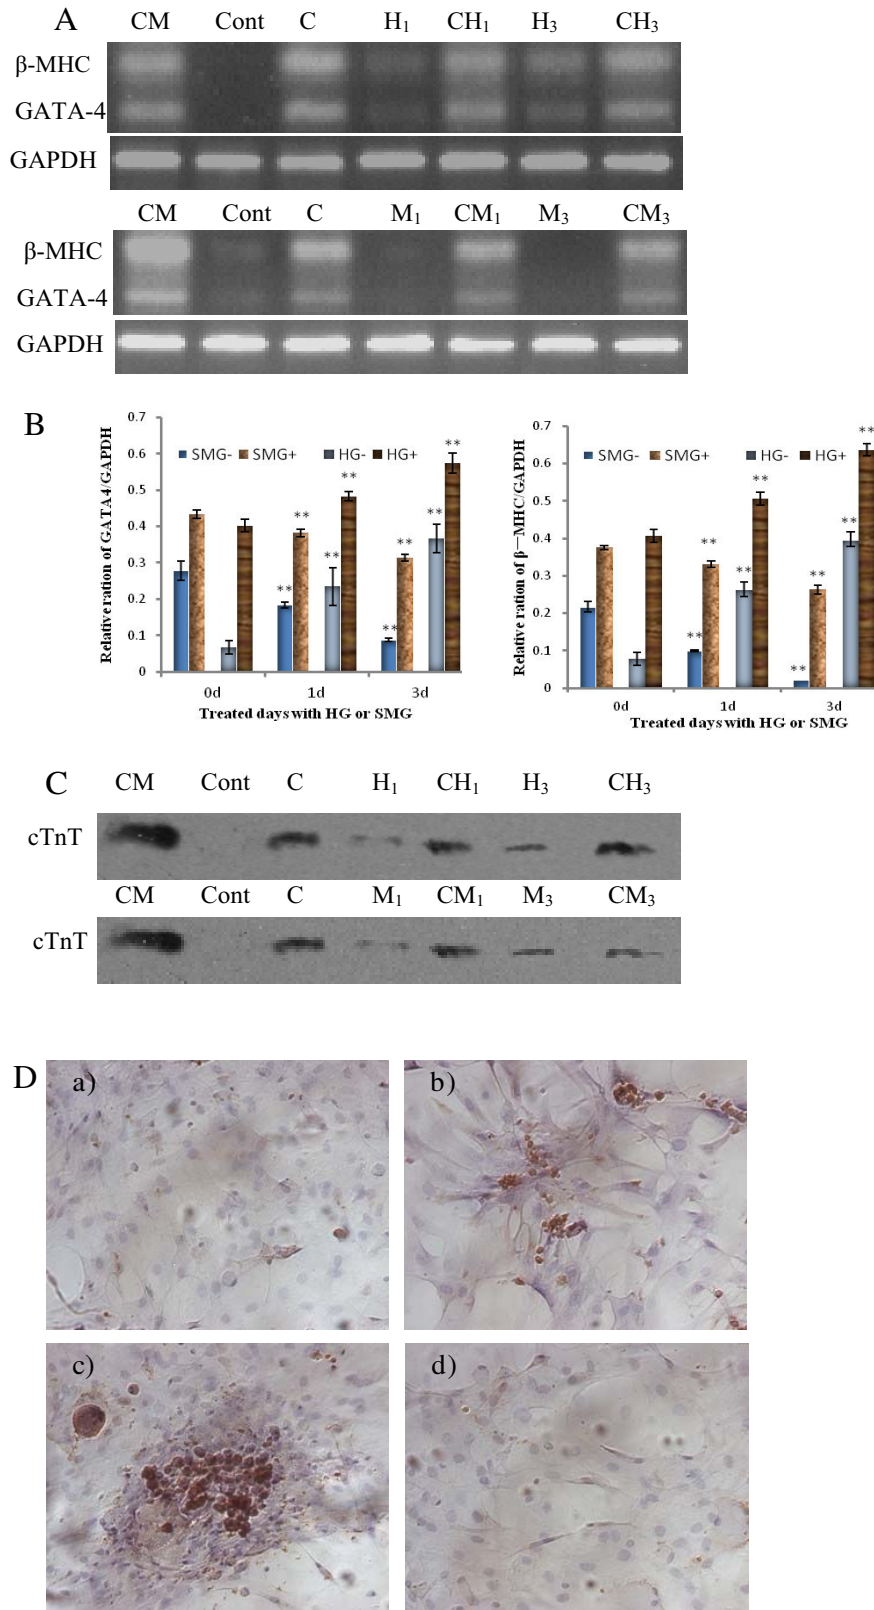 A
CM Cont C H₁ CH₁ H₃ CH₃
β-MHC
GATA-4
GAPDH
CM Cont C M₁ CM₁ M₃ CM₃
β-MHC
GATA-4
GAPDH
B
Relative ration of GATA4/GAPDH
0.7
0.6
0.5
0.4
0.3
0.2
0.1
0
SMG- SMG+ HG- HG+
** ** ** **
** ** ** **
0d 1d 3d
Treated days with HG or SMG
Relative ration of β—MHC/GAPDH
0.7
0.6
0.5
0.4
0.3
0.2
0.1
0
SMG- SMG+ HG- HG+
** ** ** **
** ** ** **
0d 1d 3d
Treated days with HG or SMG
C
CM Cont C H₁ CH₁ H₃ CH₃
cTnT
CM Cont C M₁ CM₁ M₃ CM₃
cTnT
D
a) b)
c) d)